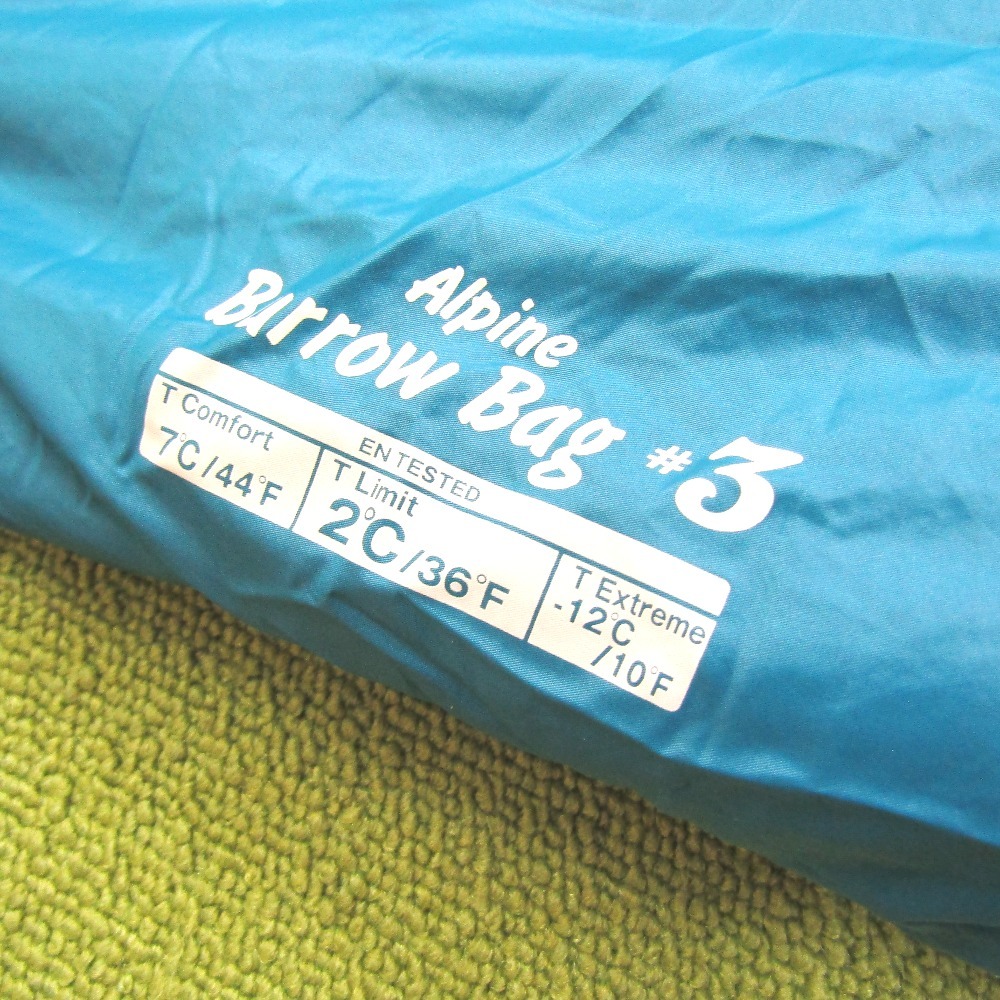 Alpine
Burrow Bag #3
EN TESTED
T Comfort
7°C/44°F
T Limit
2°C/36°F
T Extreme
-12°C
/10°F